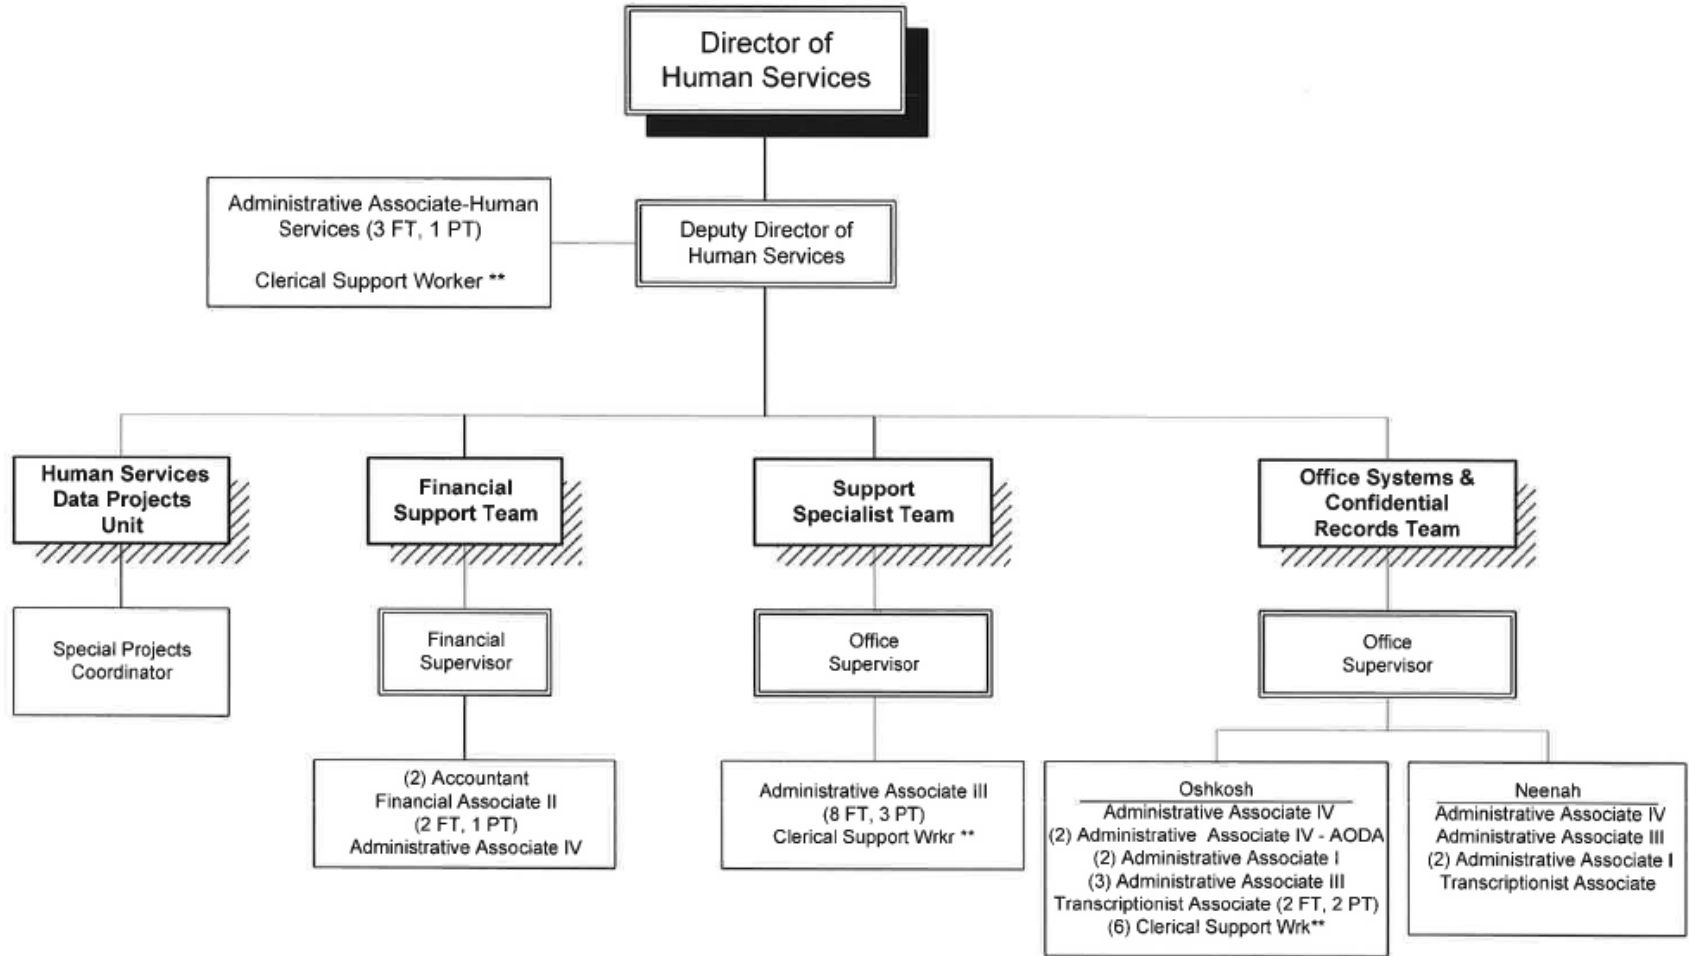 Director of
Human Services
Administrative Associate-Human
Services (3 FT, 1 PT)
Clerical Support Worker **
Deputy Director of
Human Services
Human Services
Data Projects
Unit
Financial
Support Team
Support
Specialist Team
Office Systems &
Confidential
Records Team
Special Projects
Coordinator
Financial
Supervisor
Office
Supervisor
Office
Supervisor
(2) Accountant
Financial Associate II
(2 FT, 1 PT)
Administrative Associate IV
Administrative Associate III
(8 FT, 3 PT)
Clerical Support Wrkr **
Oshkosh
Administrative Associate IV
(2) Administrative Associate IV - AODA
(2) Administrative Associate I
(3) Administrative Associate III
Transcriptionist Associate (2 FT, 2 PT)
(6) Clerical Support Wrk**
Neenah
Administrative Associate IV
Administrative Associate III
(2) Administrative Associate I
Transcriptionist Associate